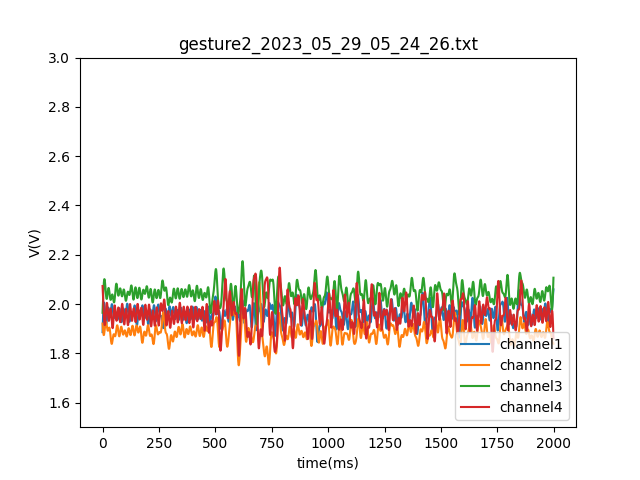 gesture2_2023_05_29_05_24_26.txt
3.0
2.8
2.6
2.4
2.2
2.0
1.8
1.6
V(V)
channel1
channel2
channel3
channel4
0 250 500 750 1000 1250 1500 1750 2000
time(ms)